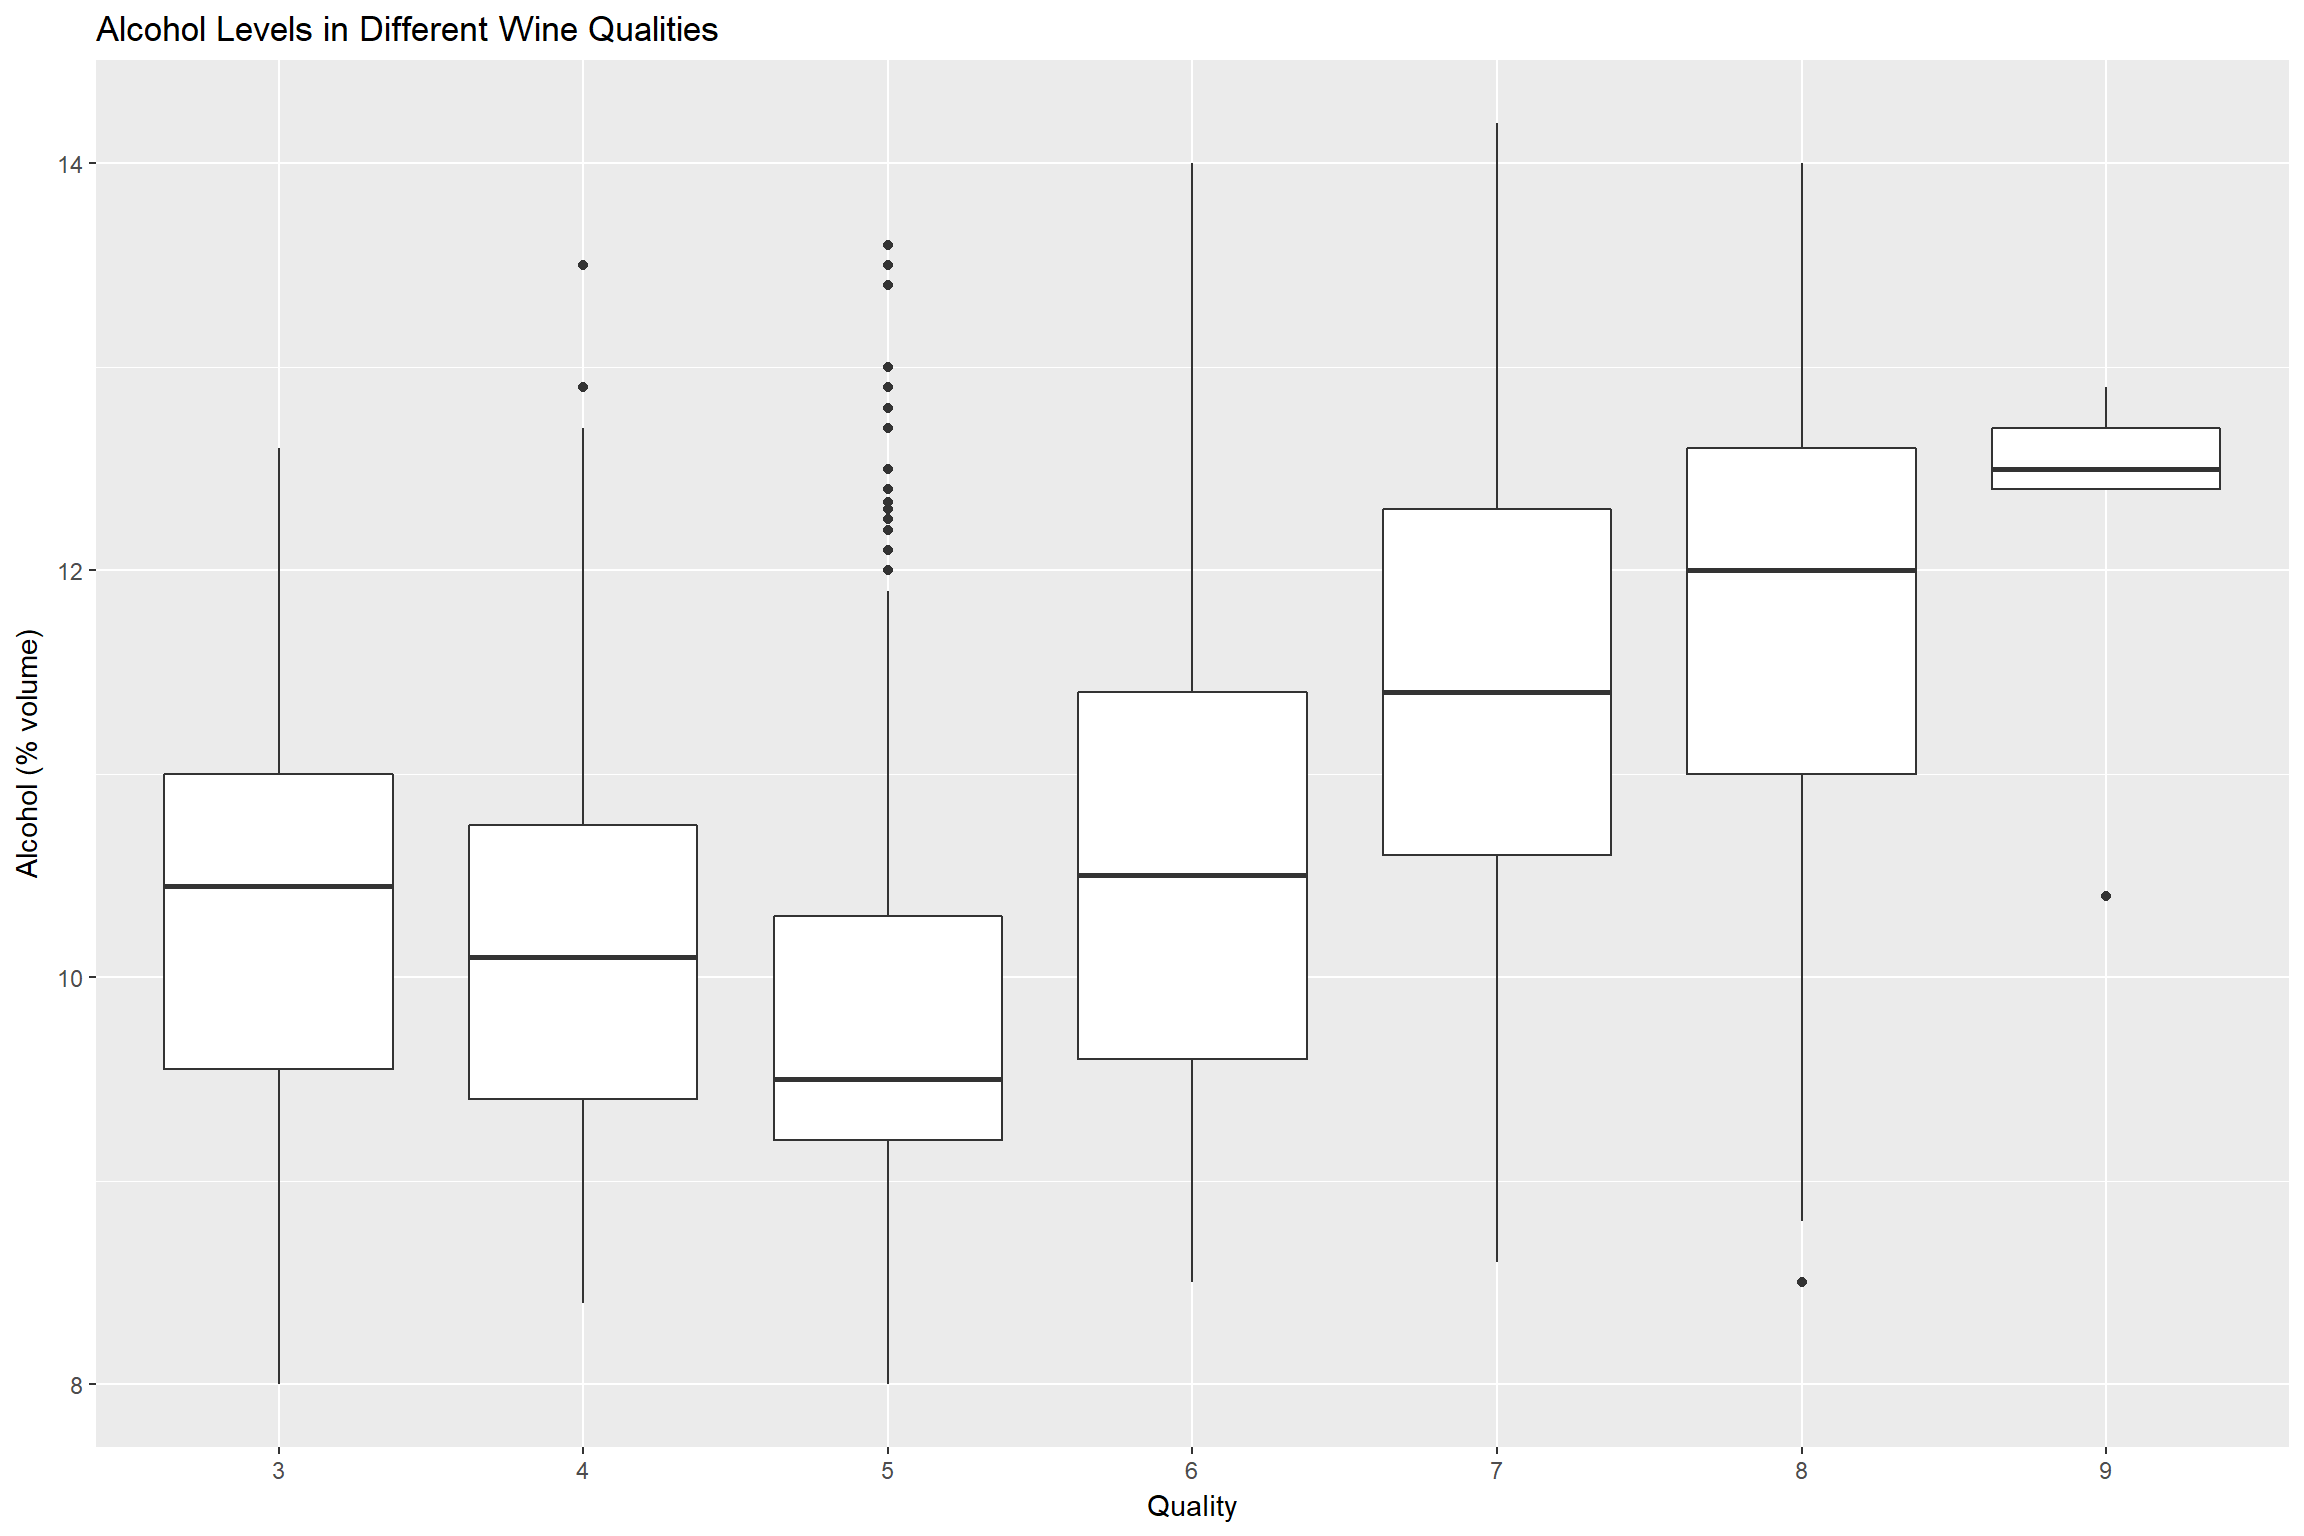 Alcohol Levels in Different Wine Qualities
14
12
10
8
Alcohol (% volume)
3 4 5 6 7 8 9
Quality